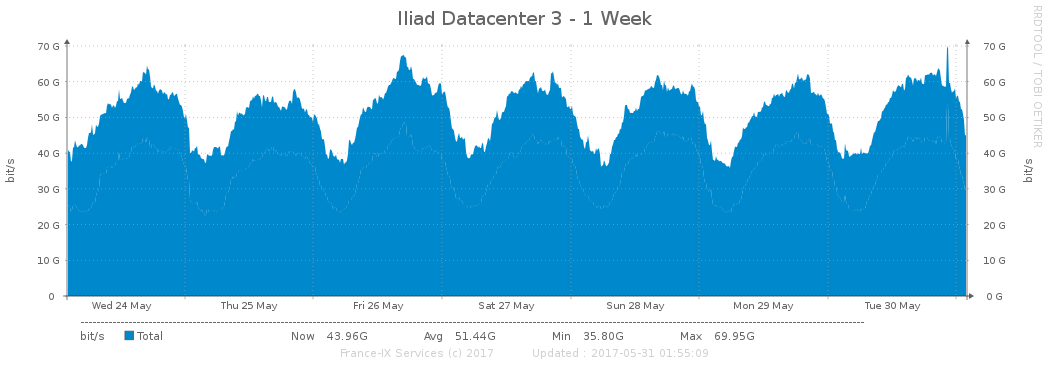 Iliad Datacenter 3 - 1 Week
RRDTOOL / TOBI OETIKER
70 G 70 G
60 G 60 G
50 G 50 G
40 G 40 G
30 G 30 G
20 G 20 G
10 G 10 G
0 0 G
bit/s bit/s
Wed 24 May Thu 25 May Fri 26 May Sat 27 May Sun 28 May Mon 29 May Tue 30 May
bit/s Total Now 43.96G Avg 51.44G Min 35.80G Max 69.95G
France-IX Services (c) 2017 Updated : 2017-05-31 01:55:09